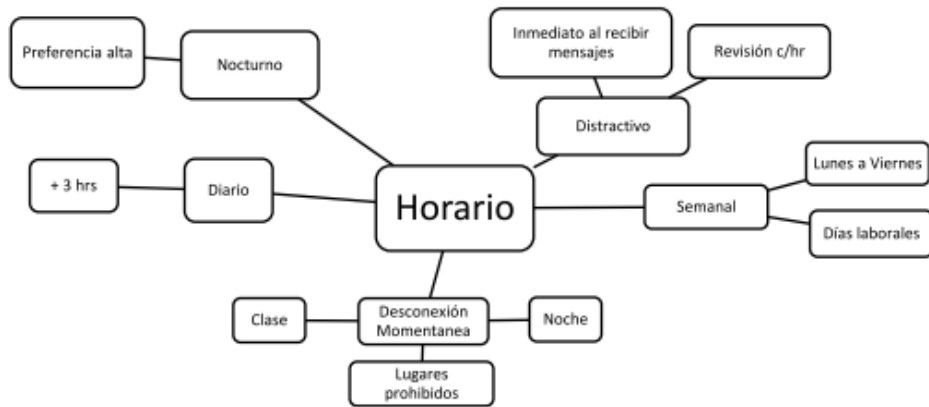 Preferencia alta
Nocturno
Inmediato al recibir
mensajes
Revisión c/hr
Distractivo
+ 3 hrs
Diario
Horario
Semanal
Lunes a Viernes
Días laborales
Clase
Desconexión
Momentanea
Noche
Lugares
prohibidos